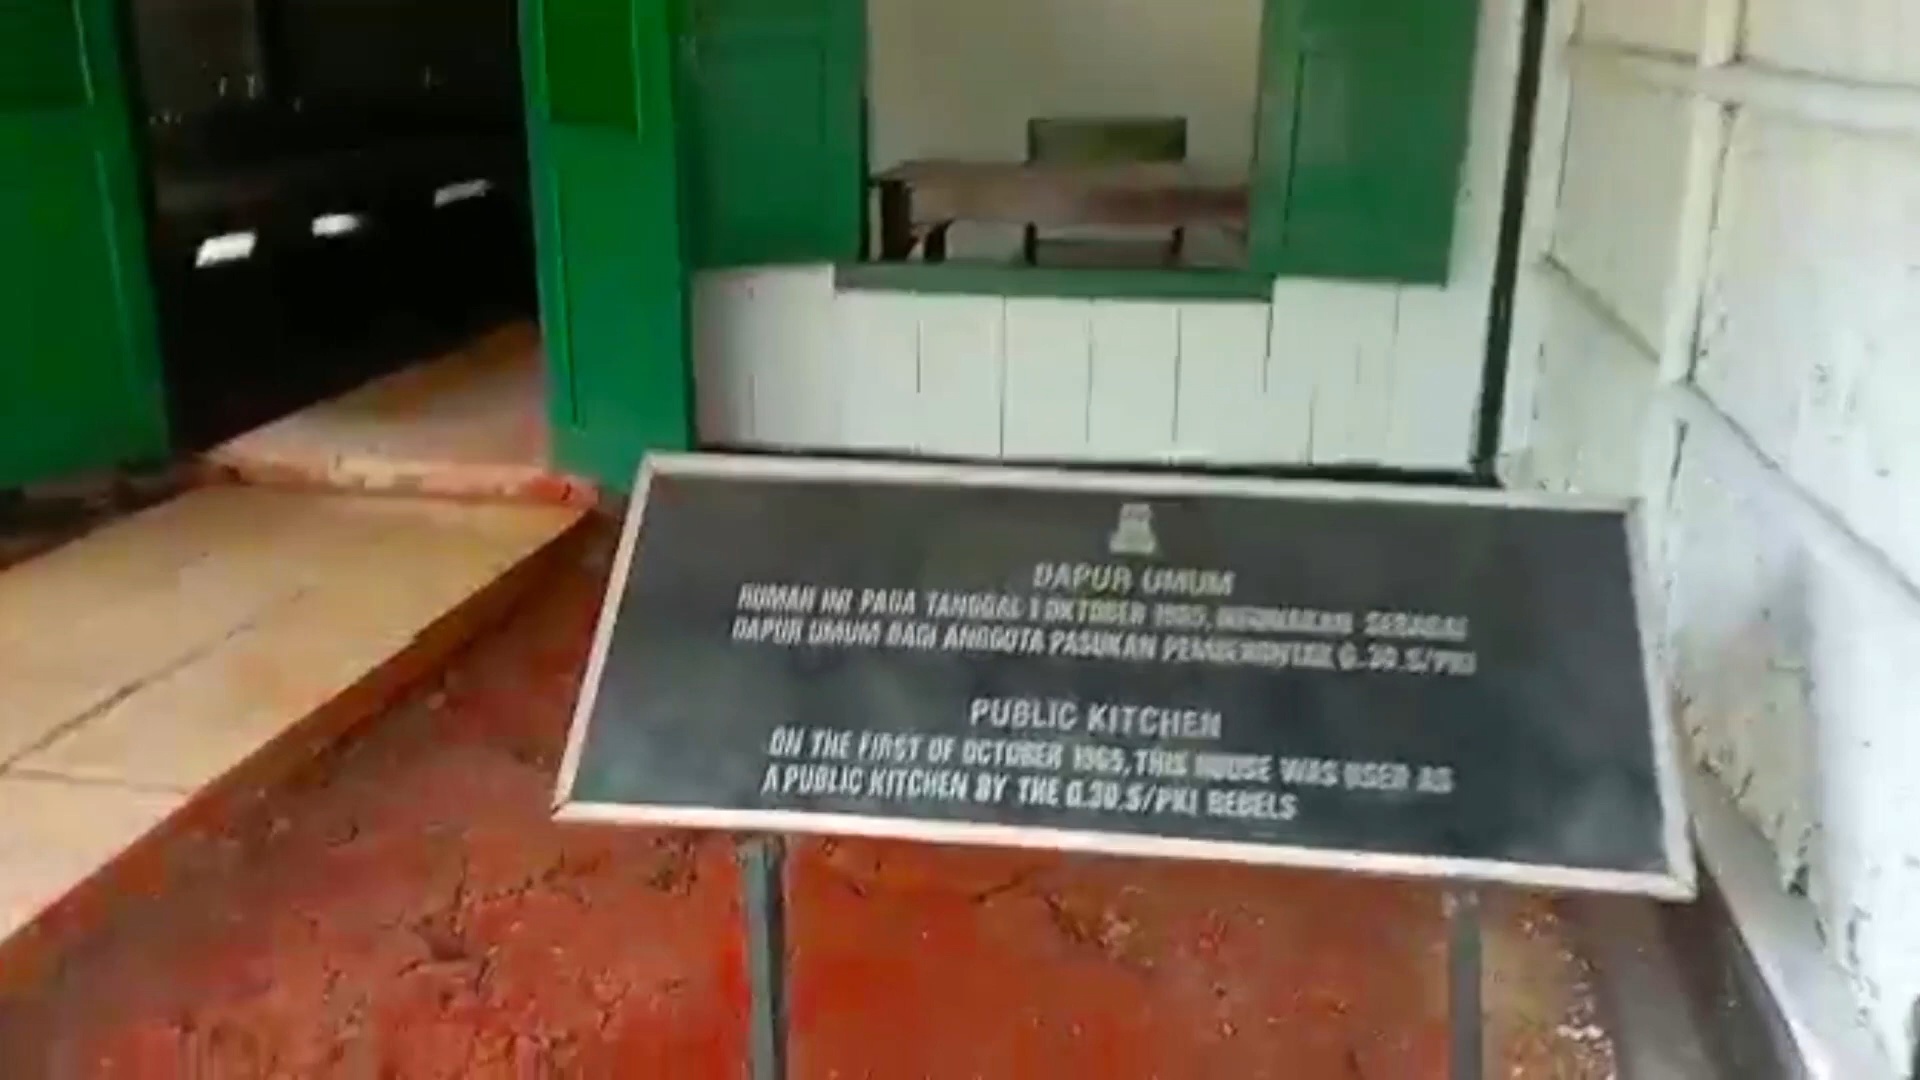 DAPUR UMUM
RUMAH INI PADA TANGGAL 1 OKTOBER 1965, DIGUNAKAN SEBAGAI
DAPUR UMUM BAGI ANGGOTA PASUKAN PEMBERONTAK G.30.S/PKI
PUBLIC KITCHEN
ON THE FIRST OF OCTOBER 1965, THIS HOUSE WAS USED AS
A PUBLIC KITCHEN BY THE G.30.S/PKI REBELS